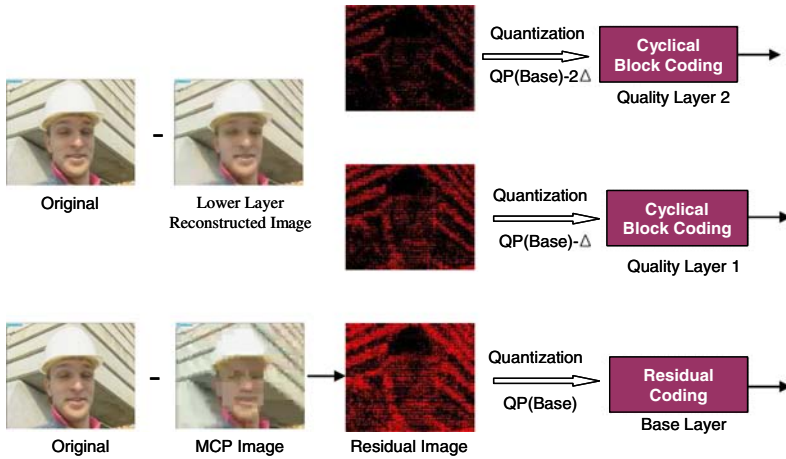 Quantization
QP(Base)-2Δ
Cyclical
Block Coding
Quality Layer 2
-
Original
Lower Layer
Reconstructed Image
Quantization
QP(Base)-Δ
Cyclical
Block Coding
Quality Layer 1
-
Original
MCP Image
Residual Image
Quantization
QP(Base)
Residual
Coding
Base Layer